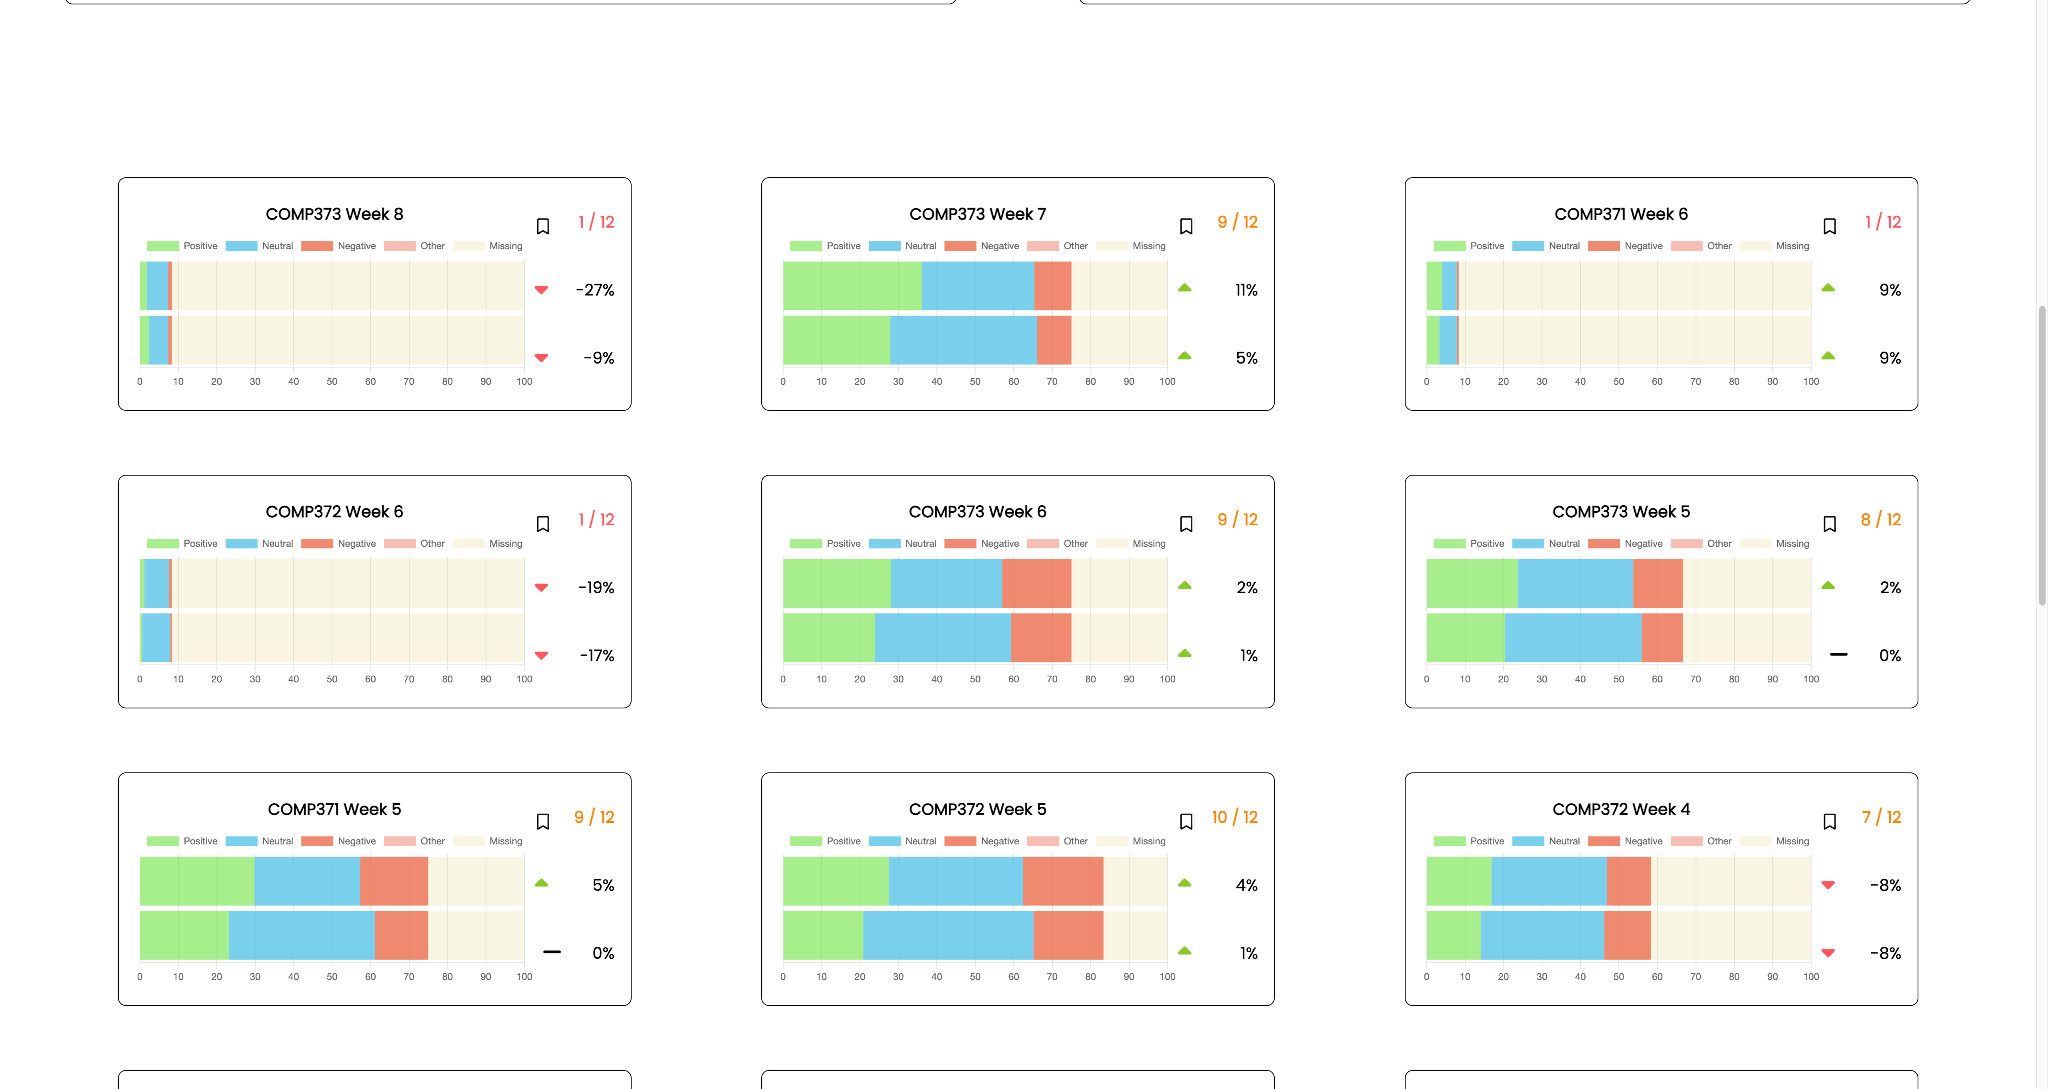 COMP373 Week 8
1 / 12
Positive Neutral Negative Other Missing
-27%
-9%
0 10 20 30 40 50 60 70 80 90 100
COMP373 Week 7
9 / 12
Positive Neutral Negative Other Missing
11%
5%
0 10 20 30 40 50 60 70 80 90 100
COMP371 Week 6
1 / 12
Positive Neutral Negative Other Missing
9%
9%
0 10 20 30 40 50 60 70 80 90 100
COMP372 Week 6
1 / 12
Positive Neutral Negative Other Missing
-19%
-17%
0 10 20 30 40 50 60 70 80 90 100
COMP373 Week 6
9 / 12
Positive Neutral Negative Other Missing
2%
1%
0 10 20 30 40 50 60 70 80 90 100
COMP373 Week 5
8 / 12
Positive Neutral Negative Other Missing
2%
0%
0 10 20 30 40 50 60 70 80 90 100
COMP371 Week 5
9 / 12
Positive Neutral Negative Other Missing
5%
0%
0 10 20 30 40 50 60 70 80 90 100
COMP372 Week 5
10 / 12
Positive Neutral Negative Other Missing
4%
1%
0 10 20 30 40 50 60 70 80 90 100
COMP372 Week 4
7 / 12
Positive Neutral Negative Other Missing
-8%
-8%
0 10 20 30 40 50 60 70 80 90 100